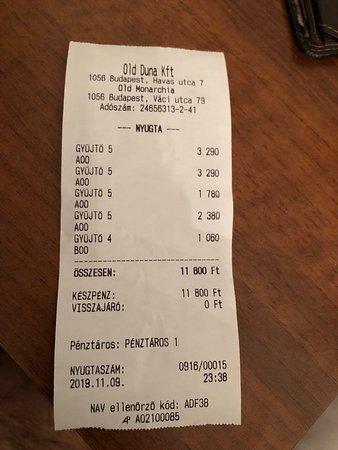 Old Duna Kft
1056 Budapest, Havas utca 7
Old Monarchia
1056 Budapest, Váci utca 79
Adószám: 24656313-2-41
---- NYUGTA ----
GYŰJTŐ 5 3 290
A00
GYŰJTŐ 5 3 290
A00
GYŰJTŐ 5 1 780
A00
GYŰJTŐ 5 2 380
A00
GYŰJTŐ 4 1 060
B00
ÖSSZESEN: 11 800 Ft
KÉSZPÉNZ: 11 800 Ft
VISSZAJÁRÓ: 0 Ft
Pénztáros: PÉNZTÁROS 1
NYUGTASZÁM: 0916/00015
2019.11.09. 23:38
NAV ellenőrző kód: ADF38
AP A02100085